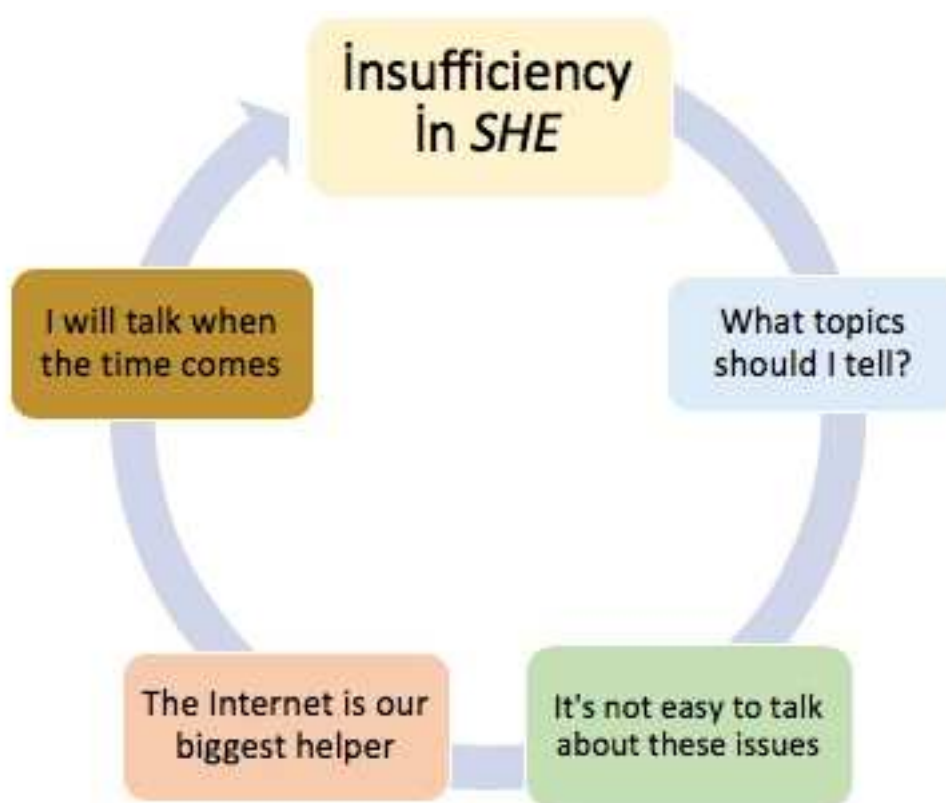 İnsufficiency
İn SHE
What topics
should I tell?
It's not easy to talk
about these issues
The Internet is our
biggest helper
I will talk when
the time comes